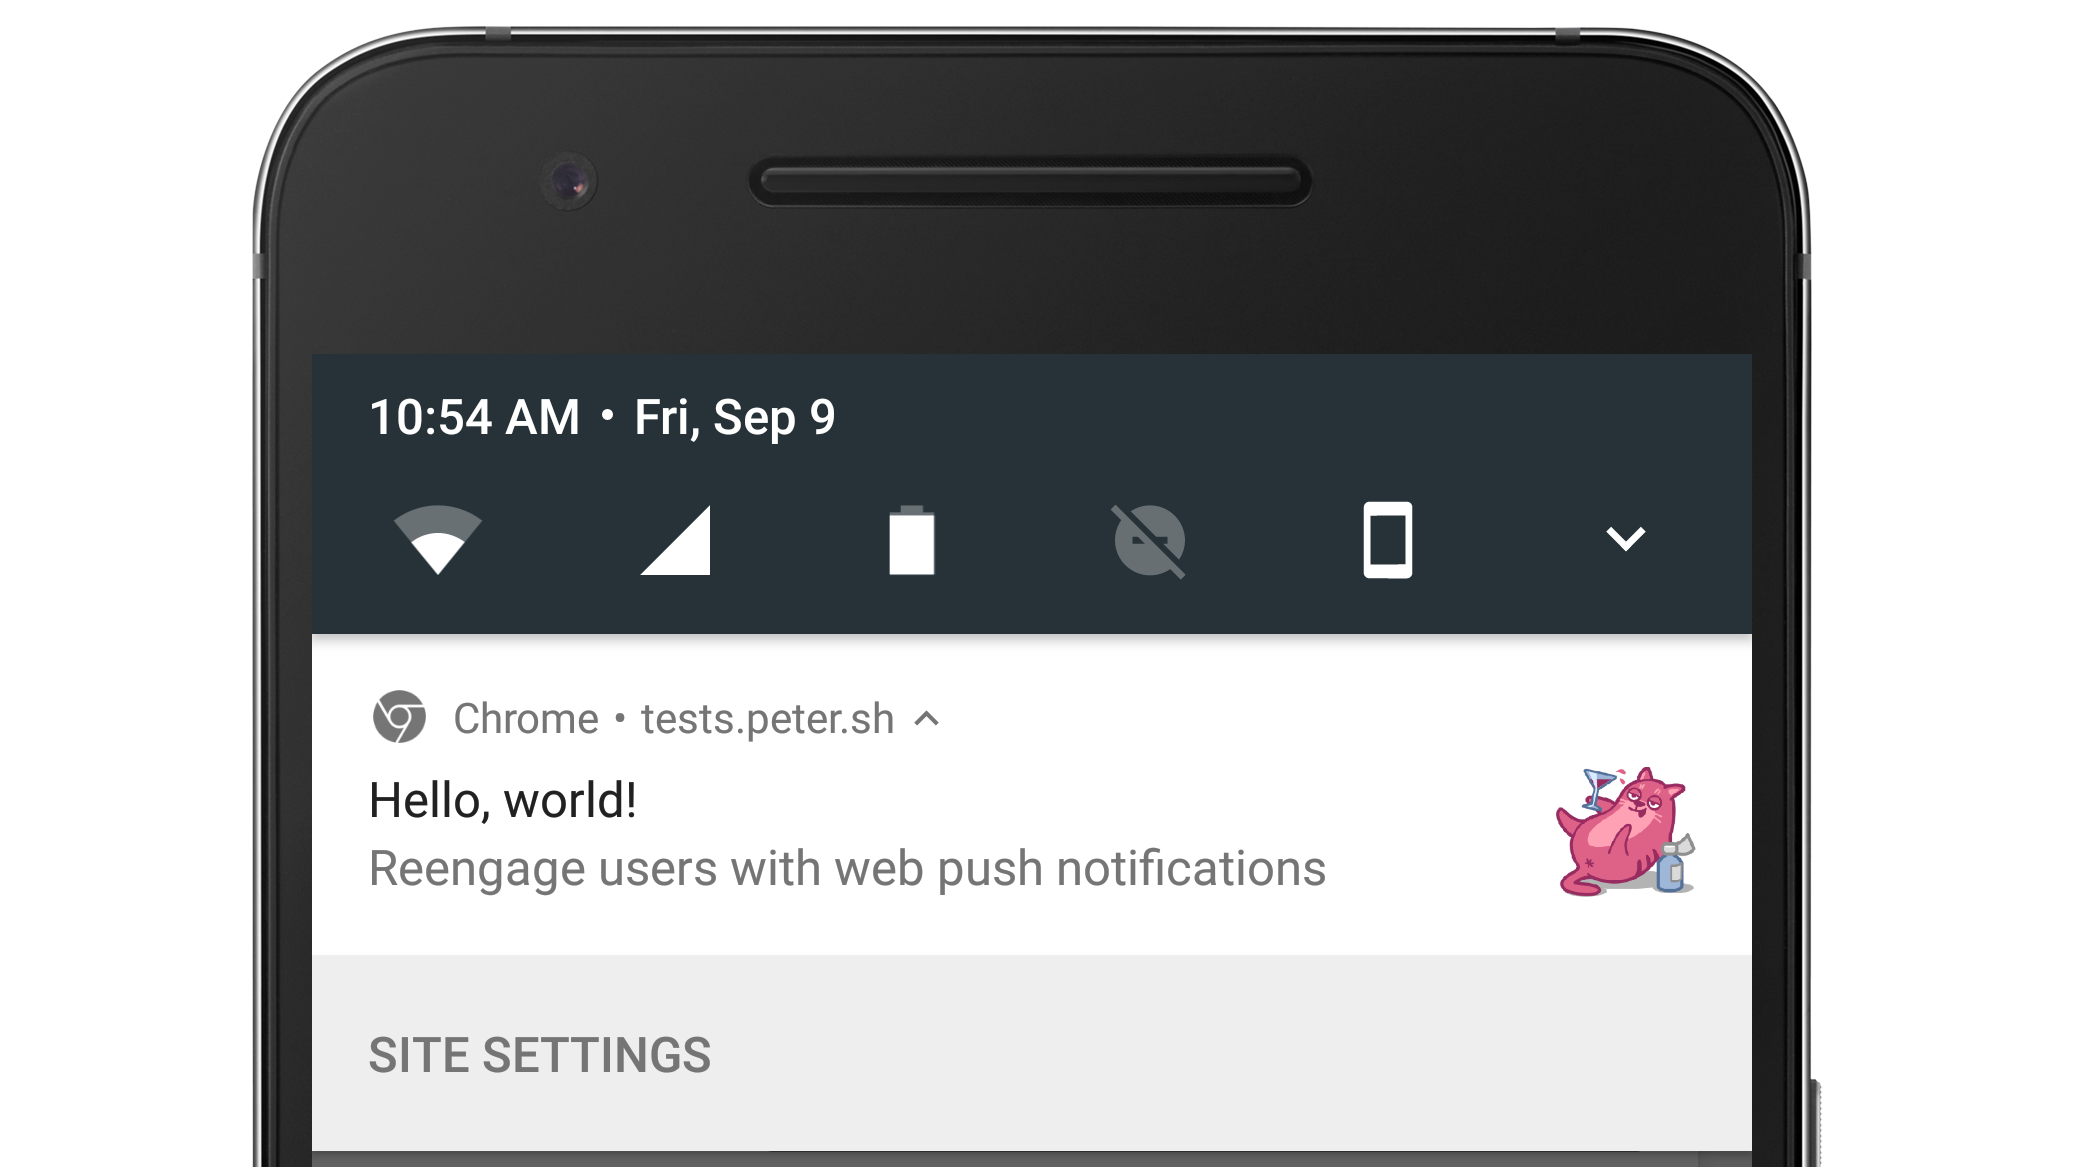 10:54 AM • Fri, Sep 9
Chrome • tests.peter.sh
Hello, world!
Reengage users with web push notifications
SITE SETTINGS